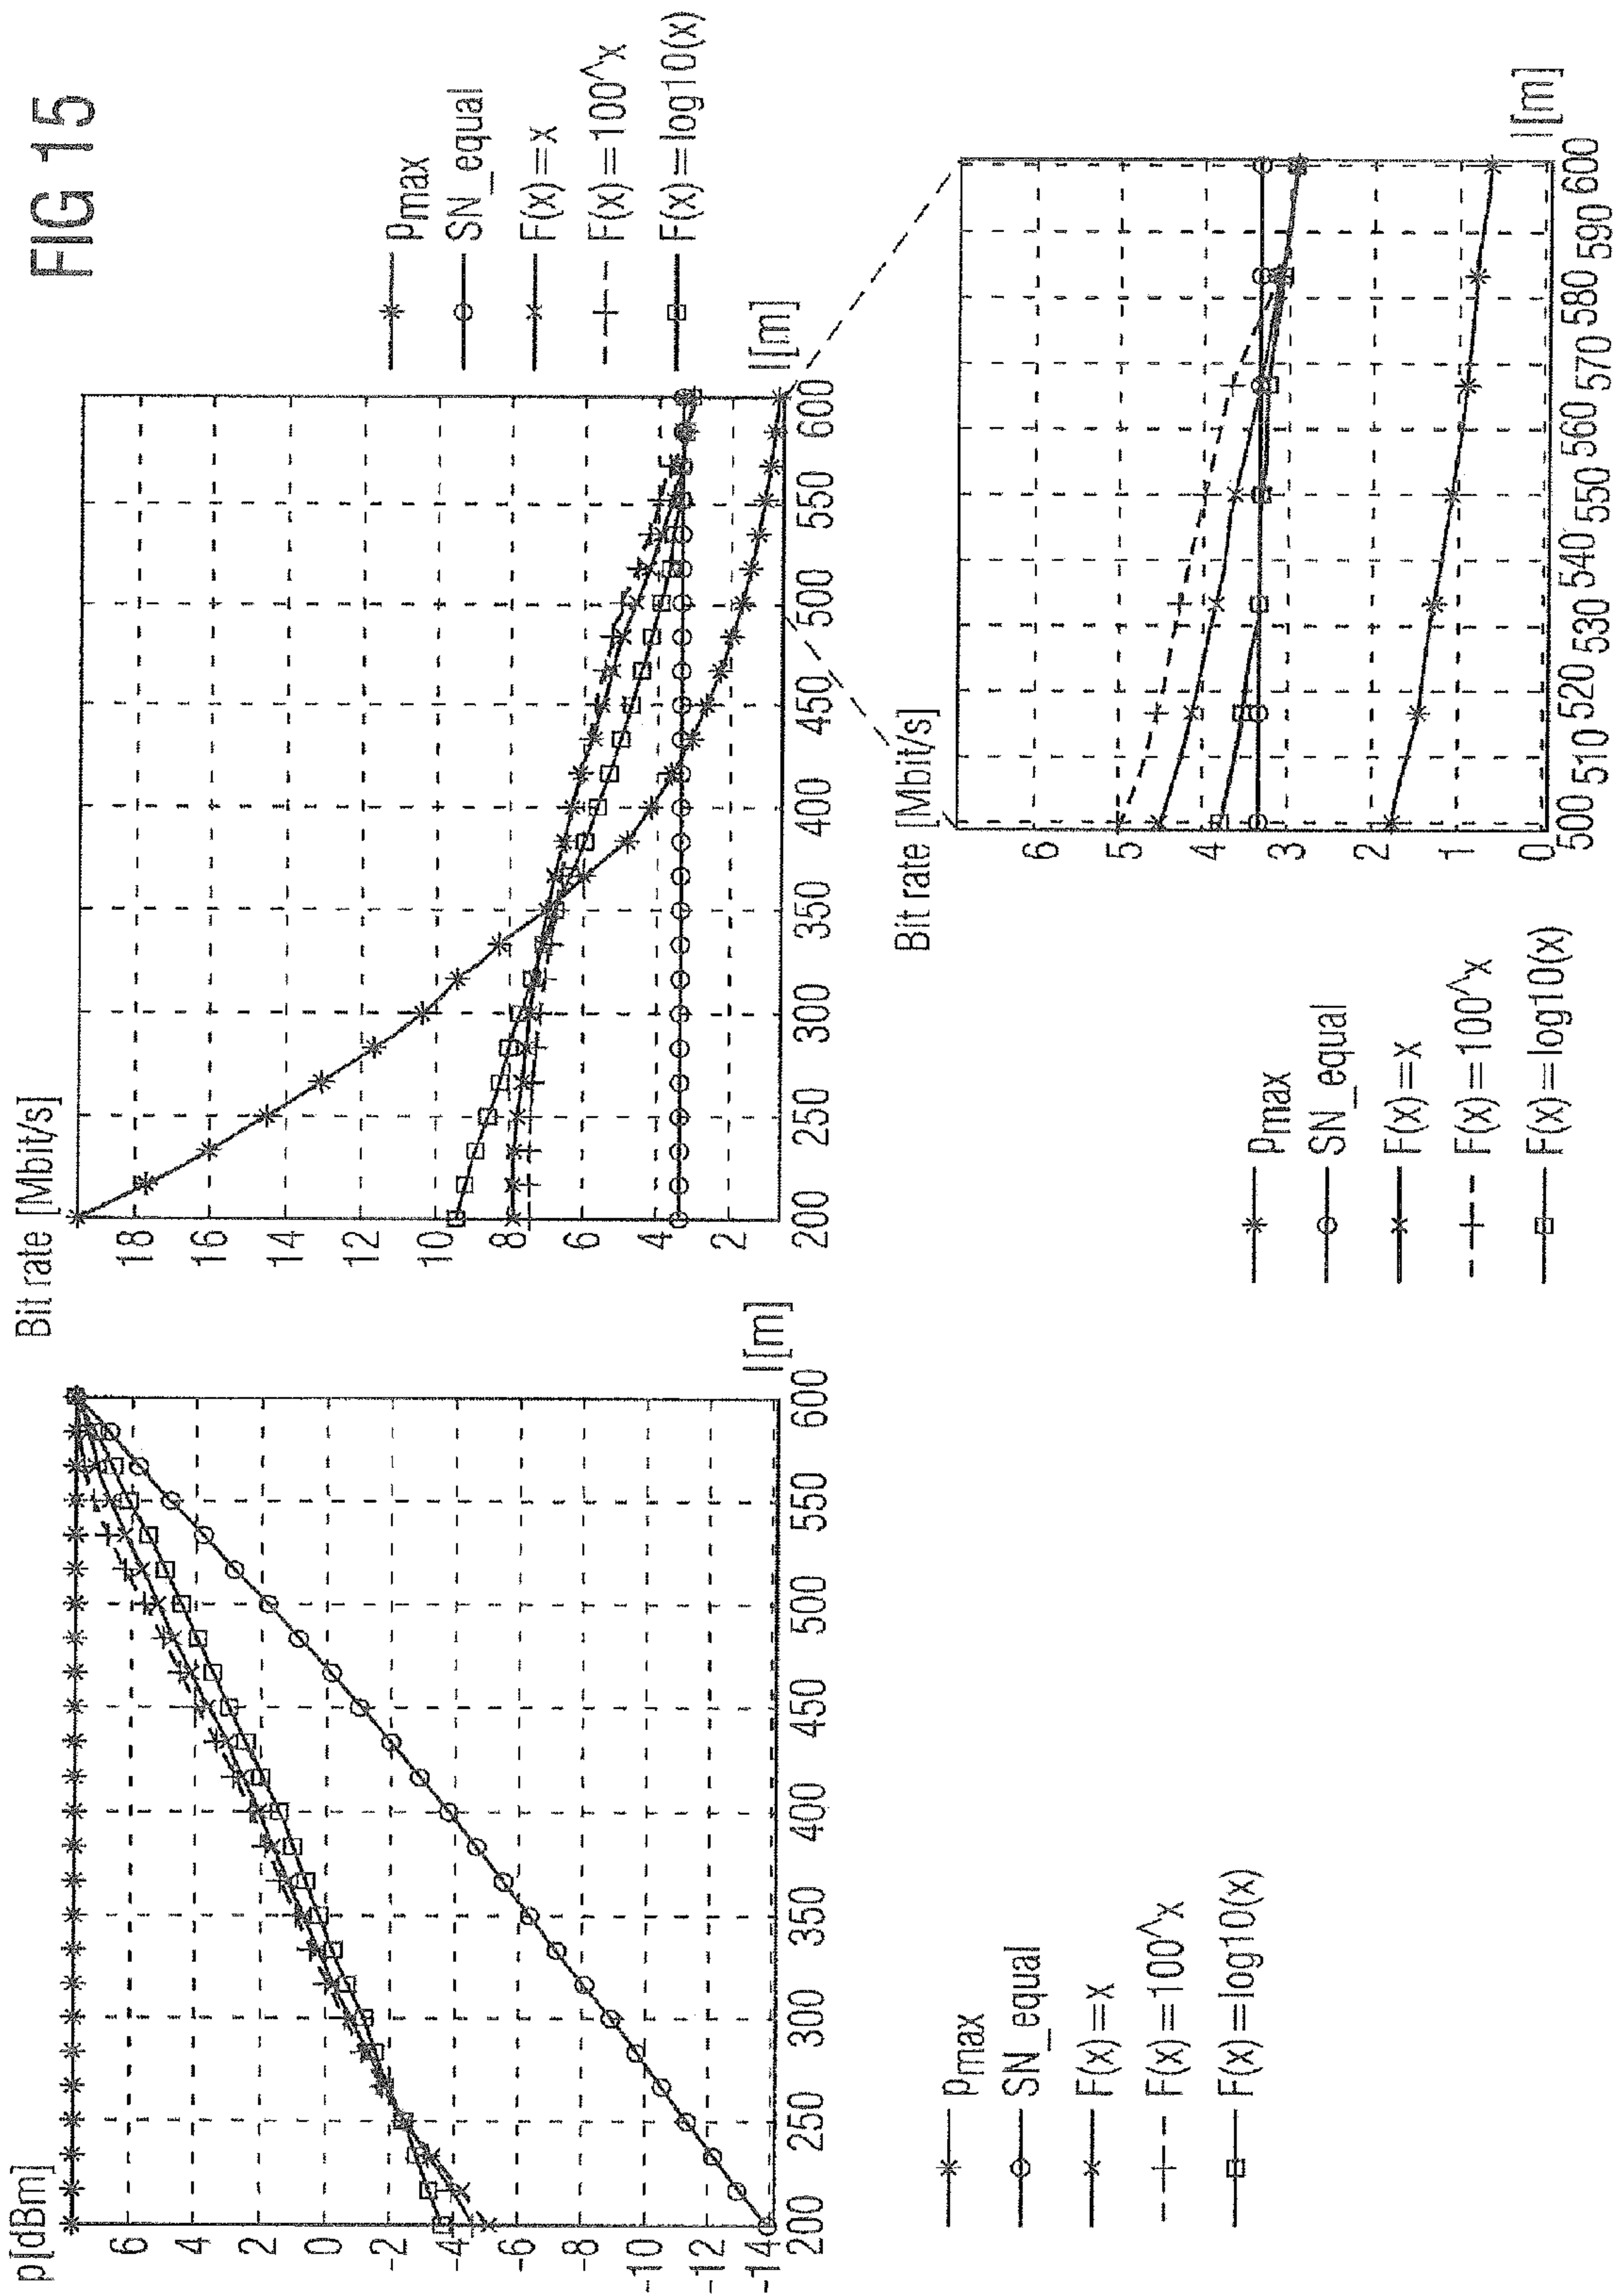 FIG 15
p[dBm]
6
4
2
0
-2
-4
-6
-8
-10
-12
-14
200
250
300
350
400
450
500
550
600
l[m]
pmax
SN_equal
F(x)=x
F(x)=100^x
F(x)=log10(x)
Bit rate [Mbit/s]
18
16
14
12
10
8
6
4
2
200
250
300
350
400
450
500
550
600
l[m]
pmax
SN_equal
F(x)=x
F(x)=100^x
F(x)=log10(x)
Bit rate [Mbit/s]
6
5
4
3
2
1
0
500
510
520
530
540
550
560
570
580
590
600
l[m]
pmax
SN_equal
F(x)=x
F(x)=100^x
F(x)=log10(x)